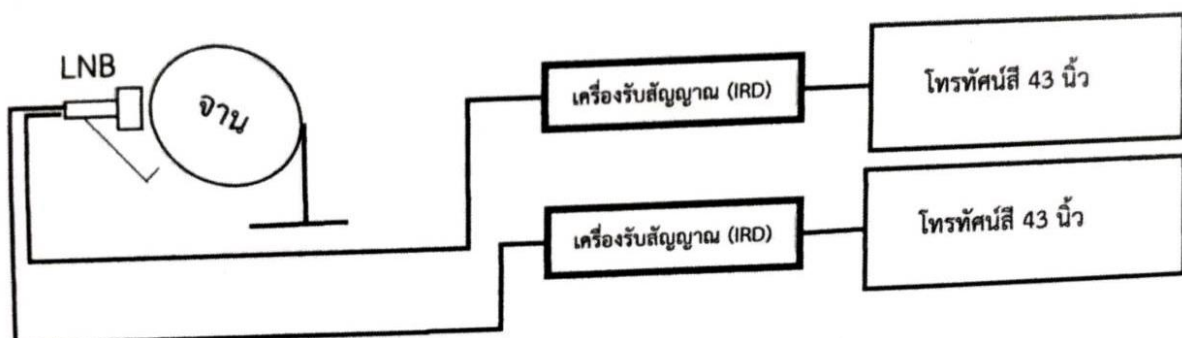 LNB
จาน
เครื่องรับสัญญาณ (IRD)
โทรทัศน์สี 43 นิ้ว
เครื่องรับสัญญาณ (IRD)
โทรทัศน์สี 43 นิ้ว